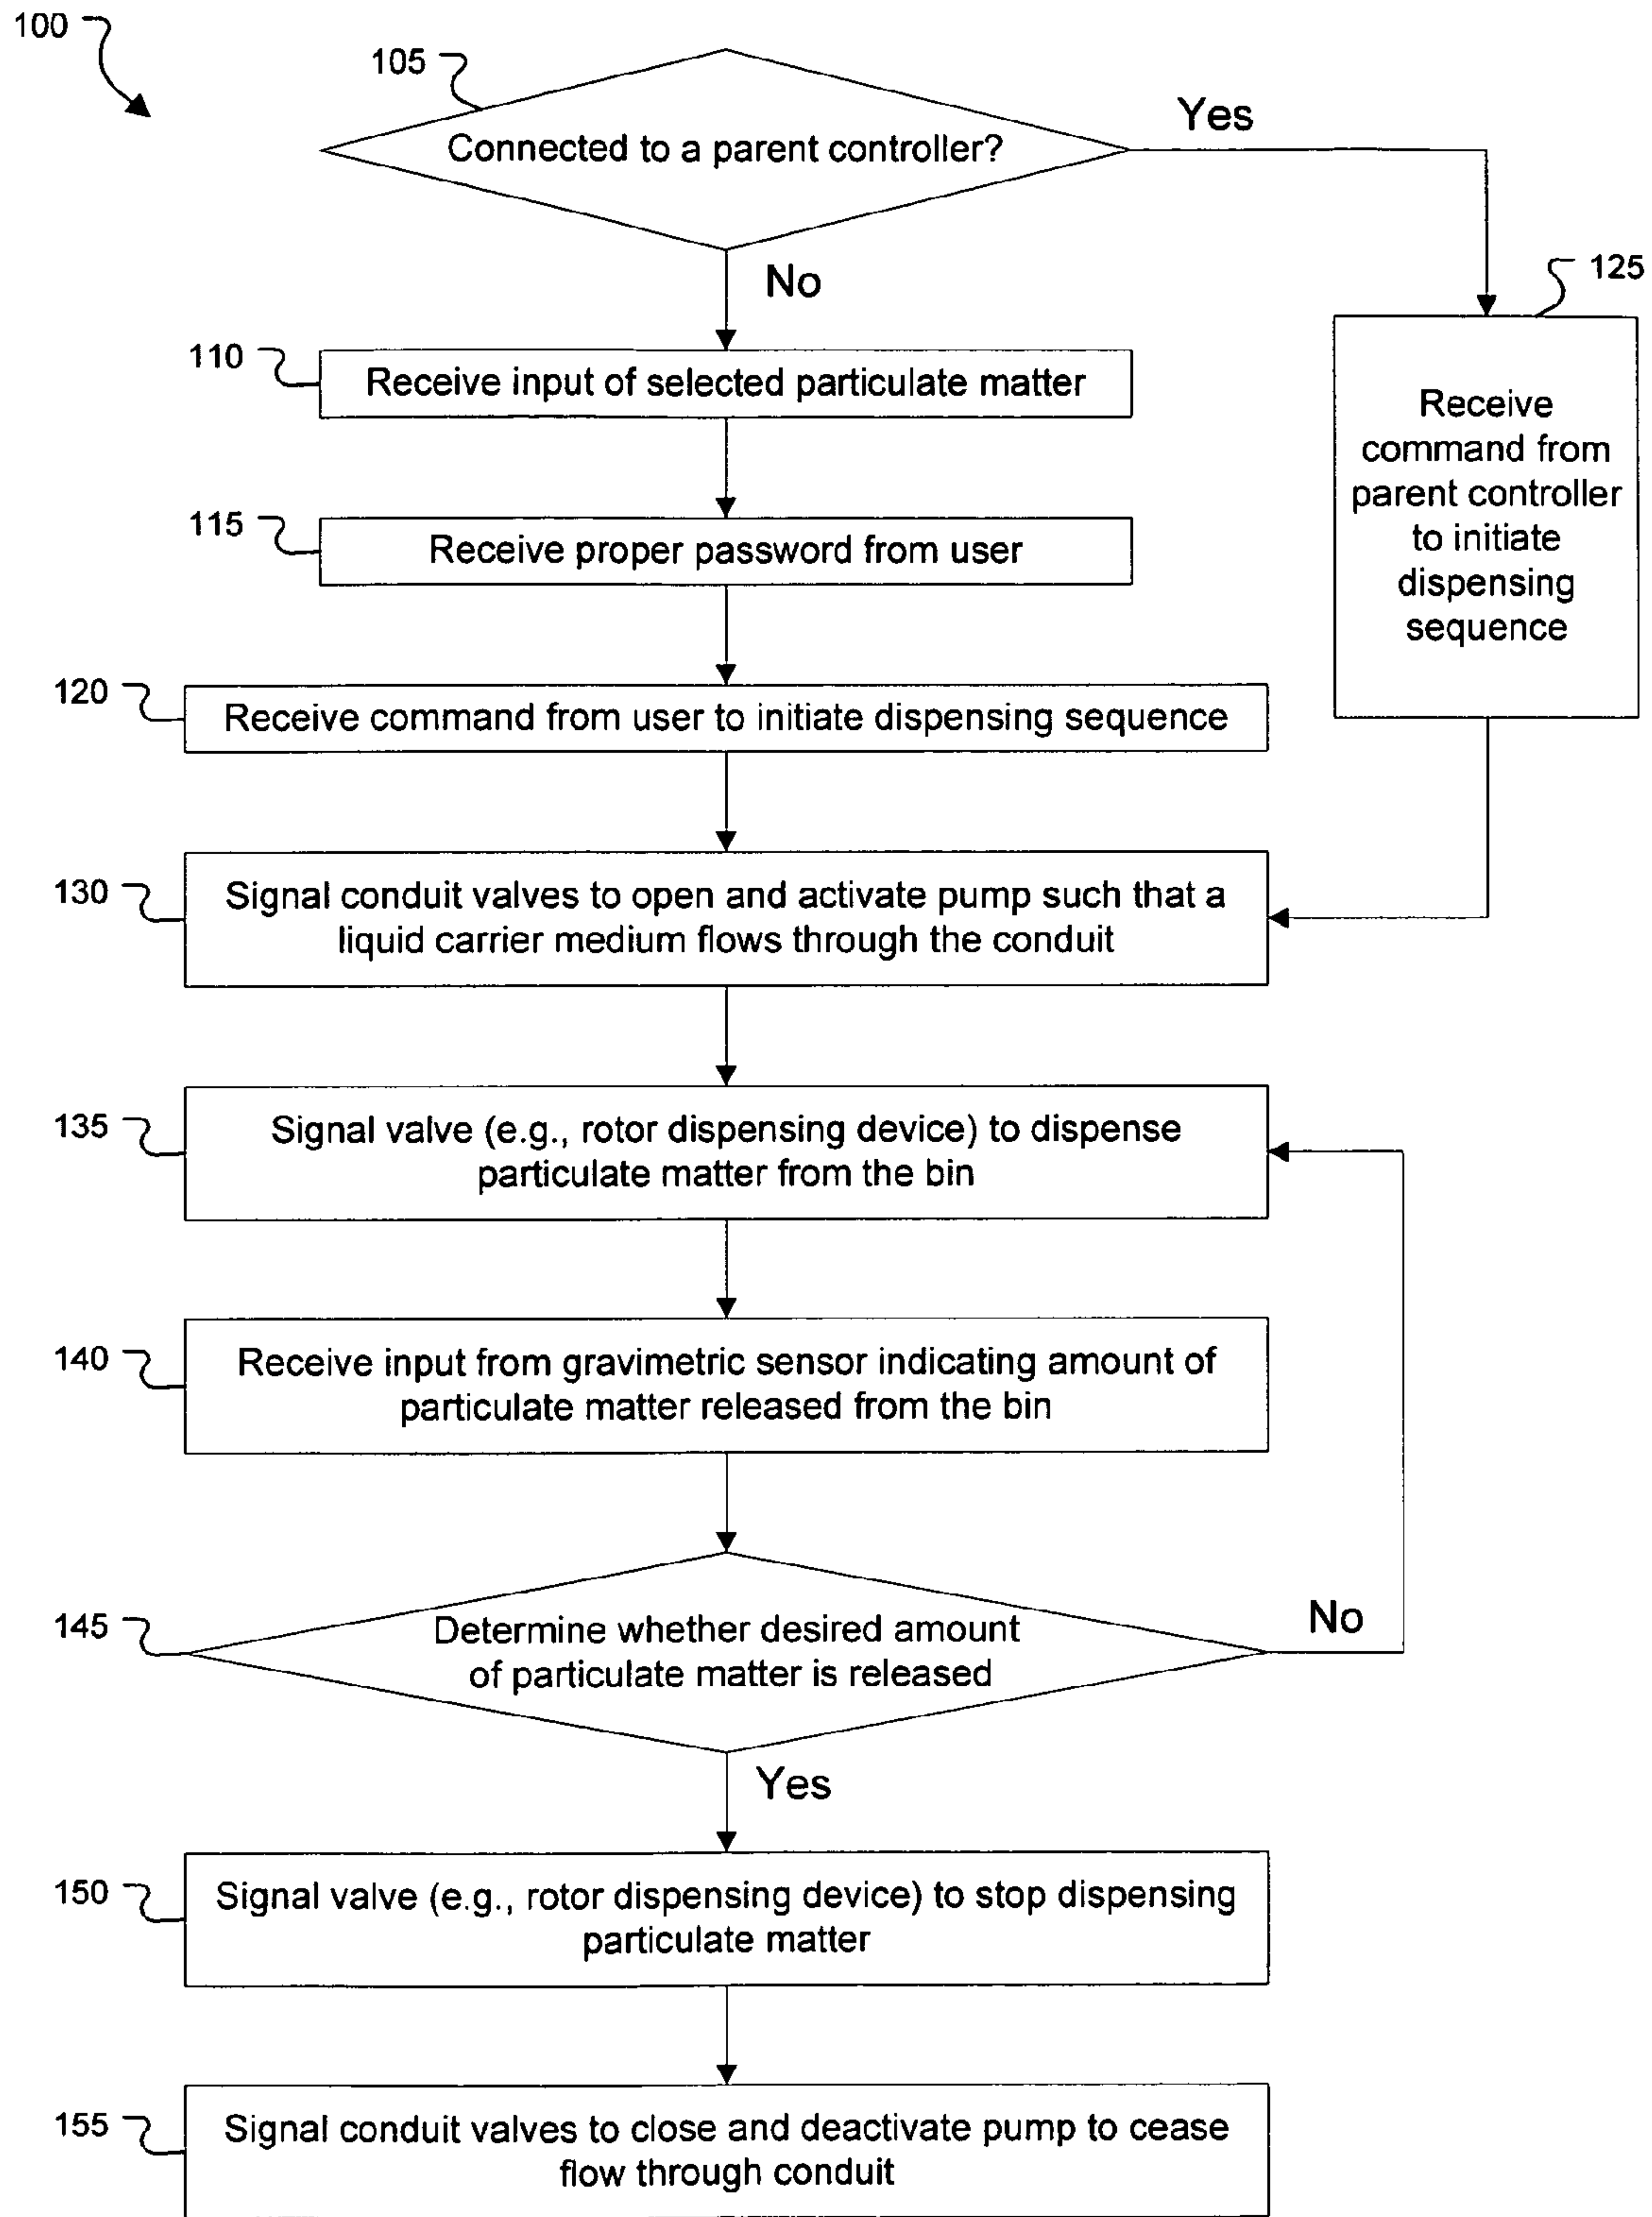 100
105
Connected to a parent controller?
Yes
No
125
110
Receive input of selected particulate matter
Receive
command from
parent controller
to initiate
dispensing
sequence
115
Receive proper password from user
120
Receive command from user to initiate dispensing sequence
130
Signal conduit valves to open and activate pump such that a
liquid carrier medium flows through the conduit
135
Signal valve (e.g., rotor dispensing device) to dispense
particulate matter from the bin
140
Receive input from gravimetric sensor indicating amount of
particulate matter released from the bin
145
Determine whether desired amount
of particulate matter is released
No
Yes
150
Signal valve (e.g., rotor dispensing device) to stop dispensing
particulate matter
155
Signal conduit valves to close and deactivate pump to cease
flow through conduit